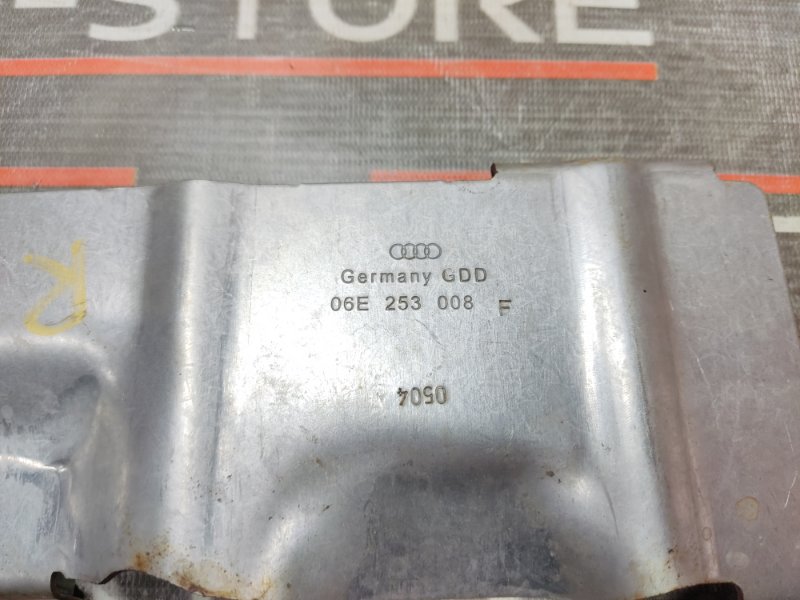 -STORE
R
Germany GDD
06E 253 008 F
0504